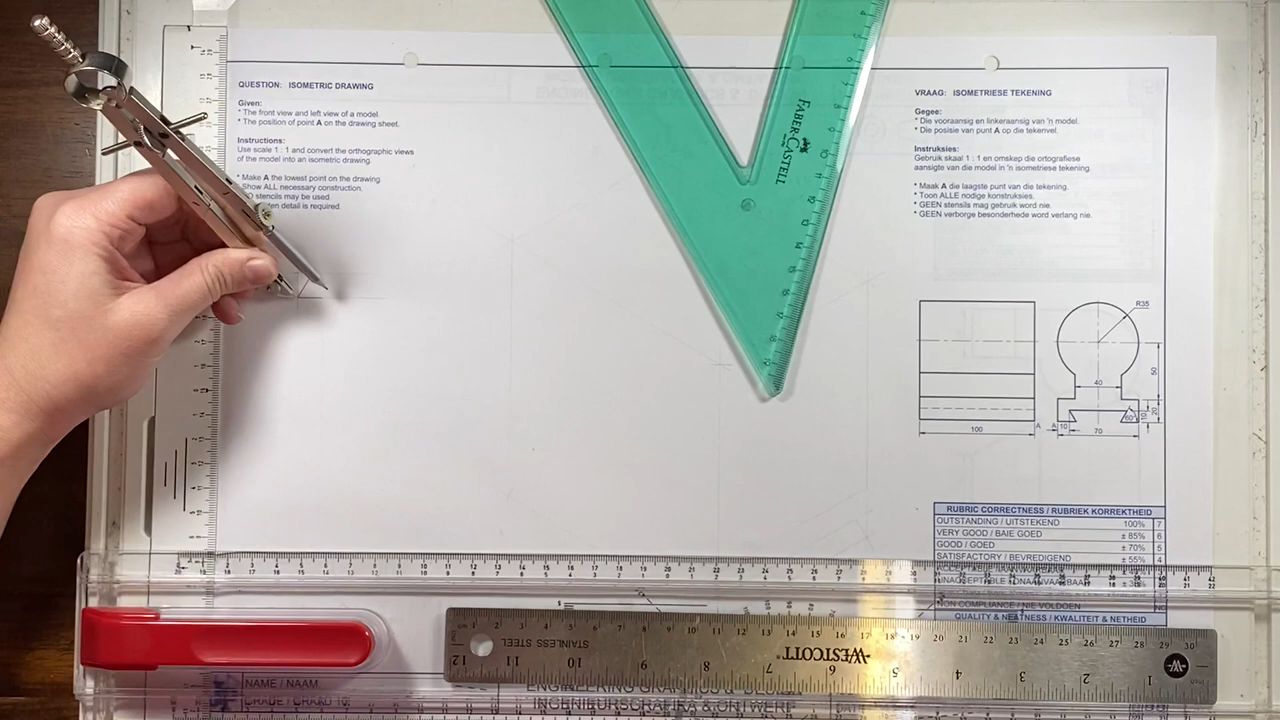 QUESTION: ISOMETRIC DRAWING
Given:
* The front view and left view of a model.
* The position of point A on the drawing sheet.
Instructions:
Use scale 1 : 1 and convert the orthographic views
of the model into an isometric drawing.
* Make A the lowest point on the drawing.
Show ALL necessary construction.
stencils may be used
detail is required.
FABER-CASTELL
VRAAG: ISOMETRIESE TEKENING
Gegee:
* Die vooraansig en linkeraansig van 'n model.
* Die posisie van punt A op die tekenvel.
Instruksies:
Gebruik skaal 1 : 1 en omskep die ortografiese
aansigte van die model in 'n isometriese tekening.
* Maak A die laagste punt van die tekening.
* Toon ALLE nodige konstruksies.
* GEEN stensils mag gebruik word nie.
* GEEN verborge besonderhede word verlang nie.
R35
50
40
20
10
60°
A
A
10
100
70
RUBRIC CORRECTNESS / RUBRIEK KORREKTHEID
OUTSTANDING / UITSTEKEND 100% 7
VERY GOOD / BAIE GOED ± 85% 6
GOOD / GOED ± 70% 5
SATISFACTORY / BEVREDIGEND ± 55% 4
NON COMPLIANCE / NIE VOLDOEN
QUALITY & NEATNESS / KWALITEIT & NETHEID
STAINLESS STEEL
WESTCOTT
NAME / NAAM
ENGINEERING GRAPHICS &
INGENIEURSGRAFIKA & ONTWERP